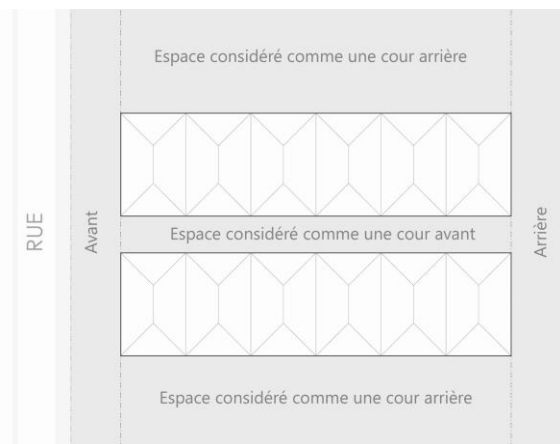 Espace considéré comme une cour arrière
RUE
Avant
Espace considéré comme une cour avant
Arrière
Espace considéré comme une cour arrière